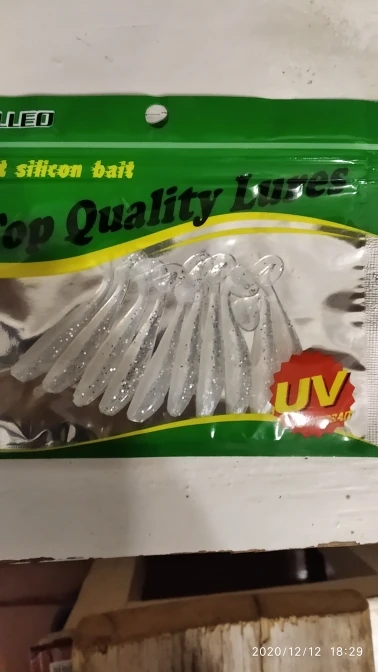 LLEO
t silicon bait
Top Quality Lures
UV
2020/12/12 18:29